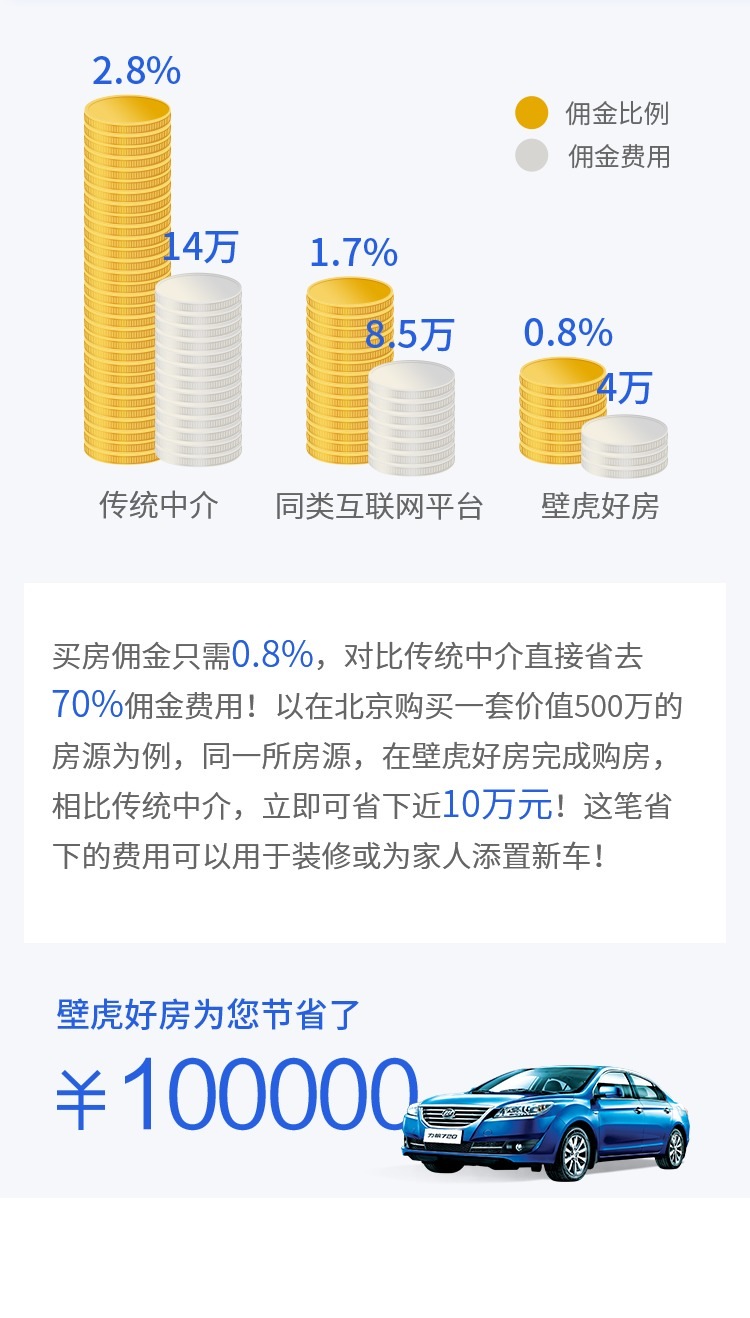 2.8%
佣金比例
佣金费用
14万
1.7%
8.5万
0.8%
4万
传统中介
同类互联网平台
壁虎好房
买房佣金只需0.8%，对比传统中介直接省去
70%佣金费用！以在北京购买一套价值500万的
房源为例，同一所房源，在壁虎好房完成购房，
相比传统中介，立即可省下近10万元！这笔省
下的费用可以用于装修或为家人添置新车！
壁虎好房为您节省了
￥100000
力帆720